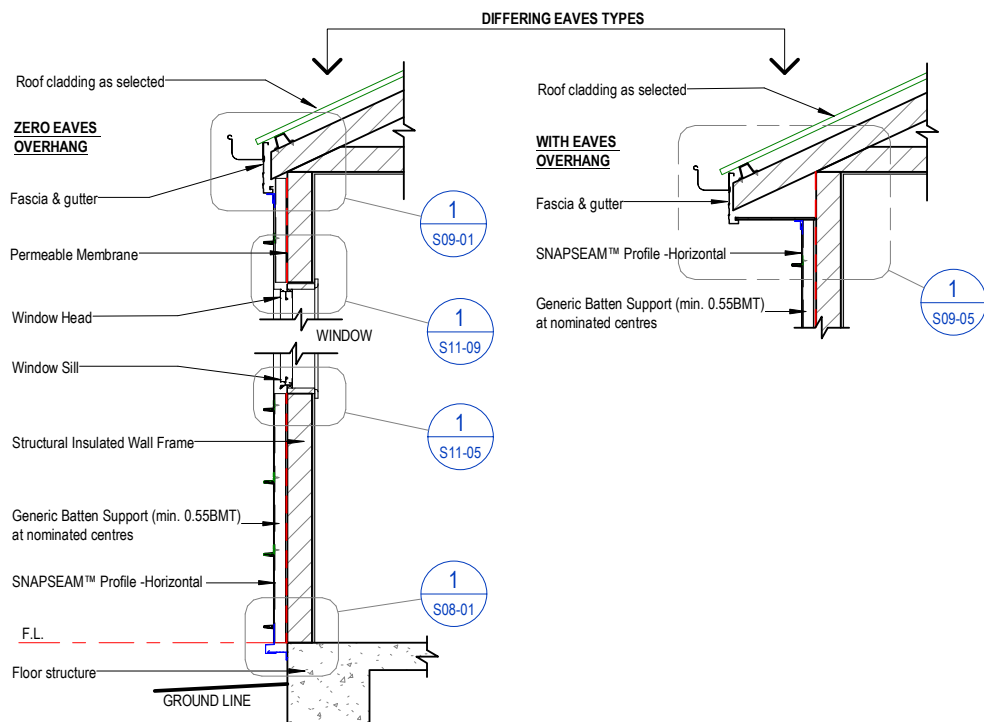 DIFFERING EAVES TYPES
Roof cladding as selected
ZERO EAVES
OVERHANG
Fascia & gutter
1
S09-01
Permeable Membrane
Window Head
1
S11-09
WINDOW
Window Sill
1
S11-05
Structural Insulated Wall Frame
Generic Batten Support (min. 0.55BMT)
at nominated centres
SNAPSEAM™ Profile -Horizontal
1
S08-01
F.L.
Floor structure
GROUND LINE
Roof cladding as selected
WITH EAVES
OVERHANG
Fascia & gutter
SNAPSEAM™ Profile -Horizontal
1
S09-05
Generic Batten Support (min. 0.55BMT)
at nominated centres